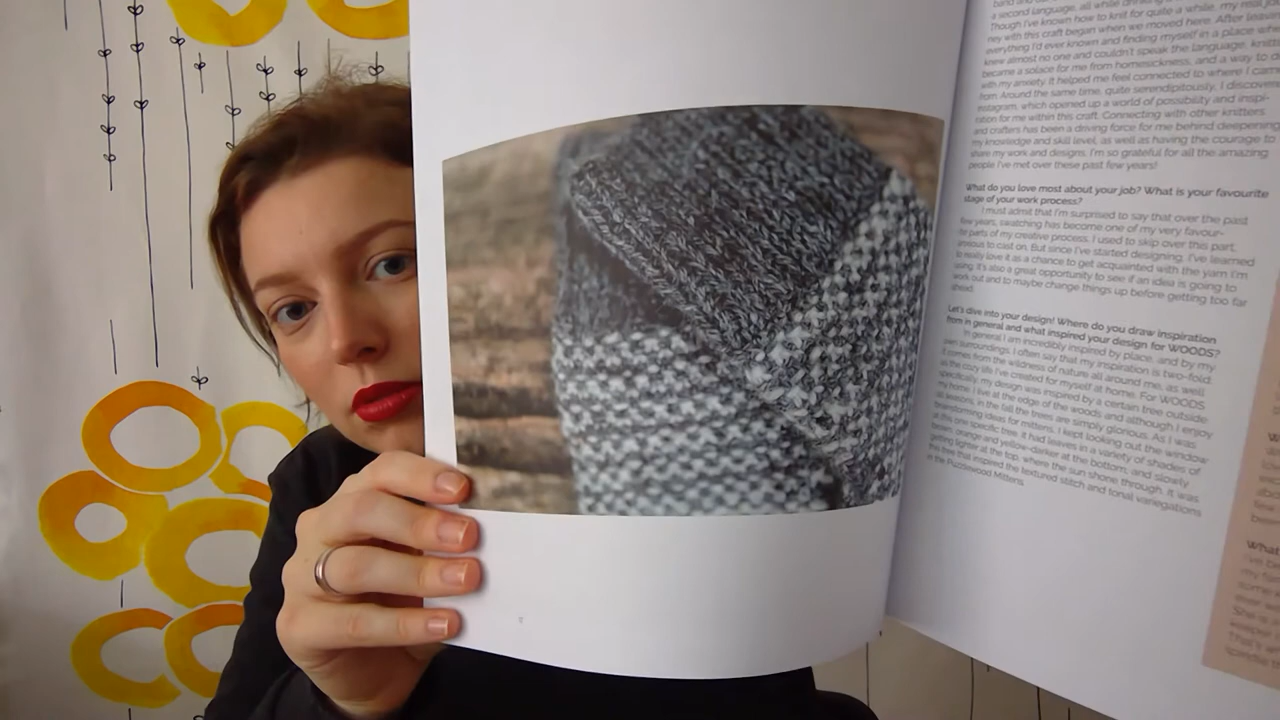 a second language, all while drinking
Though I've known how to knit for quite a while, my real jour-
ney with this craft began when we moved here. After leaving
everything I'd ever known and finding myself in a place where
knew almost no one and couldn't speak the language, knitt
became a solace for me from homesickness, and a way to d
with my anxiety. It helped me feel connected to where I came
from. Around the same time, quite serendipitously, I discover
Instagram, which opened up a world of possibility and inspi-
ration for me within this craft. Connecting with other knitters
and crafters has been a driving force for me behind deepening
my knowledge and skill level, as well as having the courage to
share my work and designs. I'm so grateful for all the amazing
people I've met over these past few years!
What do you love most about your job? What is your favourite
stage of your work process?
I must admit that I'm surprised to say that over the past
few years, swatching has become one of my very favour-
ite parts of my creative process. I used to skip over this part,
anxious to cast on. But since I've started designing, I've learned
to really love it as a chance to get acquainted with the yarn I'm
using. It's also a great opportunity to see if an idea is going to
work out and to maybe change things up before getting too far
ahead.
Let's dive into your design! Where do you draw inspiration
from in general and what inspired your design for WOODS?
In general I am incredibly inspired by place, and by my
own surroundings. I often say that my inspiration is two-fold,
it comes from the wildness of nature all around me, as well
as the cozy life I've created for myself at home. For WOODS
specifically, my design was inspired by a certain tree outside
my home. I live at the edge of the woods and although I enjoy
all seasons, in the fall the trees are simply glorious. As I was
brainstorming ideas for mittens, I kept looking out the window
at this one specific tree. It had leaves in a variety of shades of
brown, orange and yellow-darker at the bottom, and slowly
getting lighter at the top, where the sun shone through. It was
this tree that inspired the textured stitch and tonal variegations
in the Puzzlewood Mittens.
What
I've be
my fa
some
ever w
She is
keeper
that's w
spindle